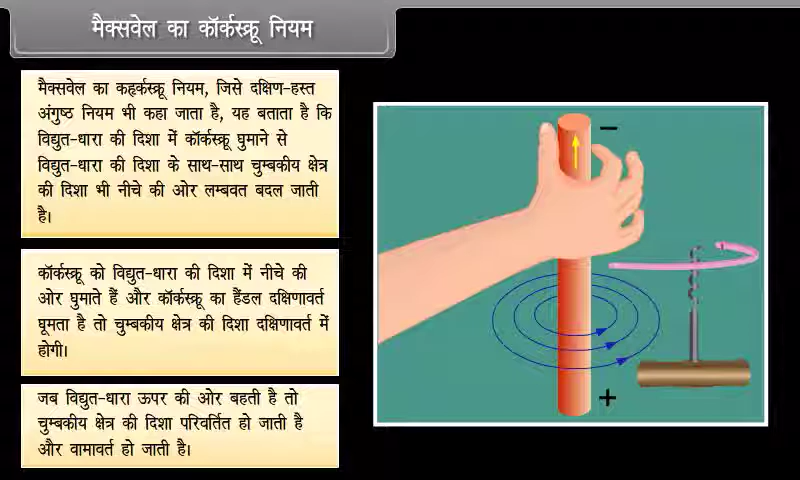 मैक्सवेल का कॉर्कस्क्रू नियम
मैक्सवेल का कहृर्कस्क्रू नियम, जिसे दक्षिण-हस्त
अंगुष्ठ नियम भी कहा जाता है, यह बताता है कि
विद्युत-धारा की दिशा में कॉर्कस्क्रू घुमाने से
विद्युत-धारा की दिशा के साथ-साथ चुम्बकीय क्षेत्र
की दिशा भी नीचे की ओर लम्बवत बदल जाती
है।
कॉर्कस्क्रू को विद्युत-धारा की दिशा में नीचे की
ओर घुमाते हैं और कॉर्कस्क्रू का हैंडल दक्षिणावर्त
घूमता है तो चुम्बकीय क्षेत्र की दिशा दक्षिणावर्त में
होगी।
जब विद्युत-धारा ऊपर की ओर बहती है तो
चुम्बकीय क्षेत्र की दिशा परिवर्तित हो जाती है
और वामावर्त हो जाती है।
−
+